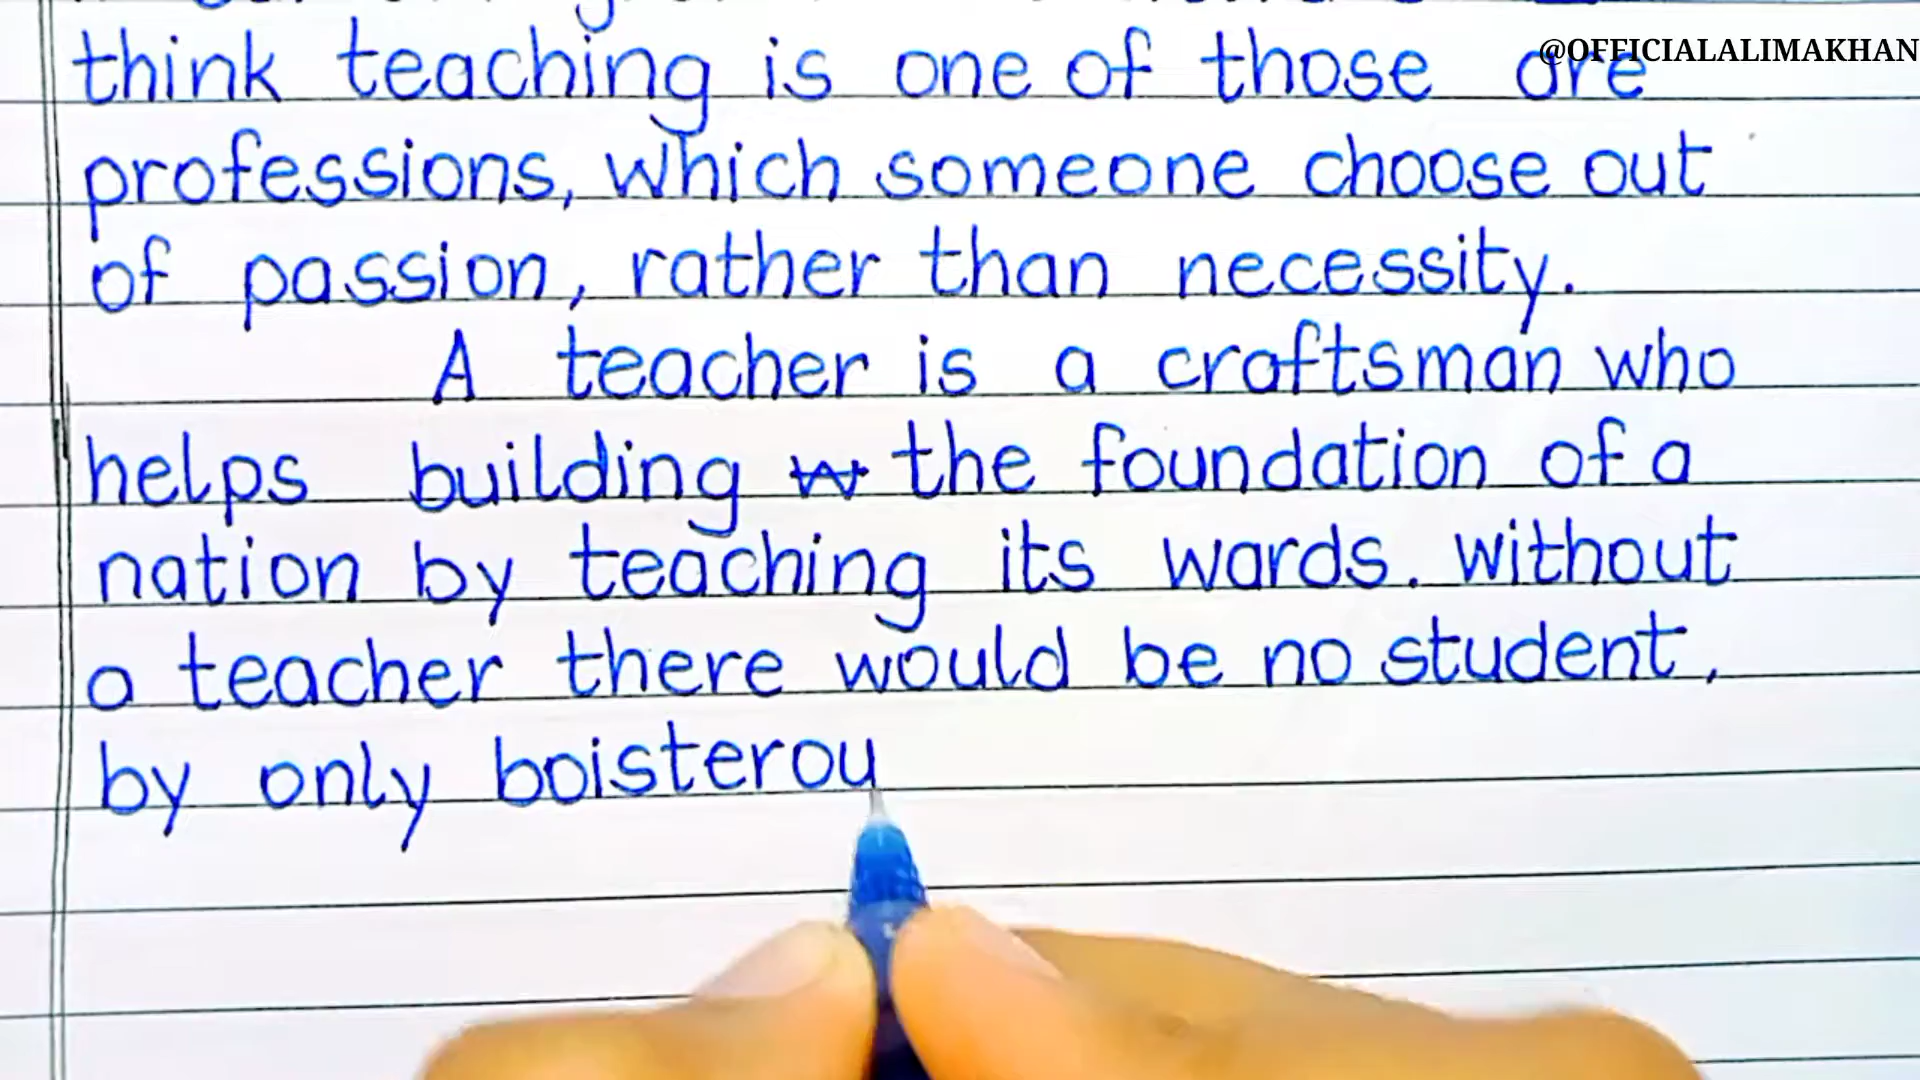 think teaching is one of those are
@OFFICIALALIMAKHAN
professions, which someone choose out
of passion, rather than necessity.
A teacher is a craftsman who
helps building the foundation of a
nation by teaching its wards. without
a teacher there would be no student,
by only boisterou